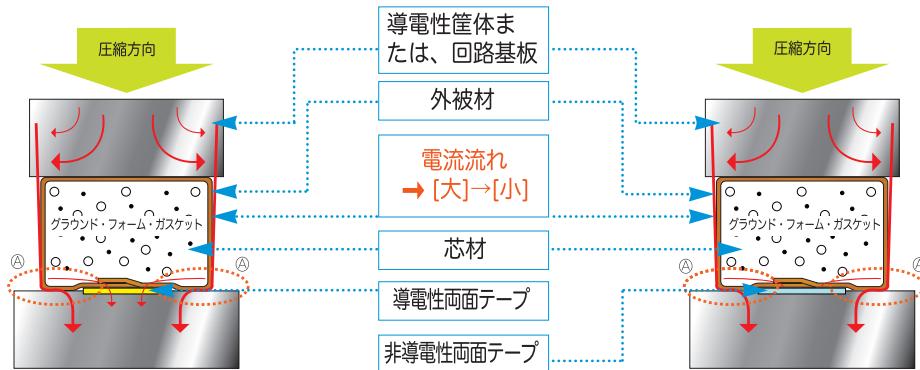 圧縮方向
導電性筐体ま
たは、回路基板
圧縮方向
外被材
電流流れ
➡ [大]→[小]
グラウンド・フォーム・ガスケット
グラウンド・フォーム・ガスケット
芯材
Ⓐ
Ⓐ
Ⓐ
Ⓐ
導電性両面テープ
非導電性両面テープ